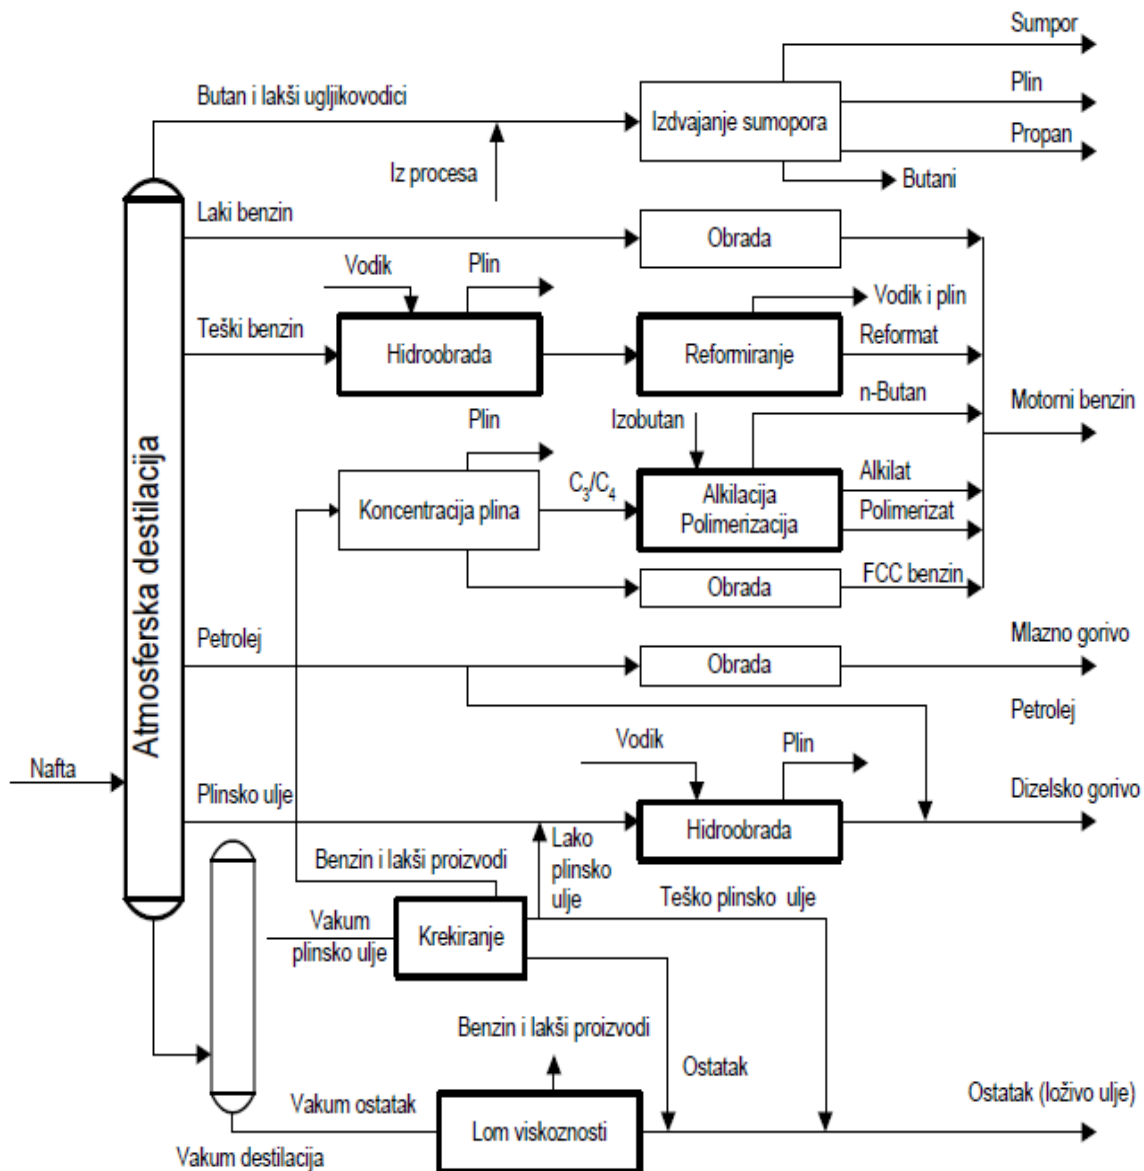 Sumpor
Butan i lakši ugljikovodici
Plin
Izdvajanje sumopora
Propan
Iz procesa
Butani
Laki benzin
Obrada
Vodik
Plin
Vodik i plin
Teški benzin
Hidroobrada
Reformiranje
Reformat
n-Butan
Motorni benzin
Plin
Izobutan
Koncentracija plina
C3/C4
Alkilacija
Polimerizacija
Alkilat
Polimerizat
FCC benzin
Obrada
Atmosferska destilacija
Petrolej
Obrada
Mlazno gorivo
Petrolej
Nafta
Vodik
Plin
Plinsko ulje
Hidroobrada
Dizelsko gorivo
Benzin i lakši proizvodi
Lako
plinsko
ulje
Teško plinsko ulje
Vakum
plinsko ulje
Krekiranje
Benzin i lakši proizvodi
Ostatak
Vakum ostatak
Lom viskoznosti
Ostatak (loživo ulje)
Vakum destilacija